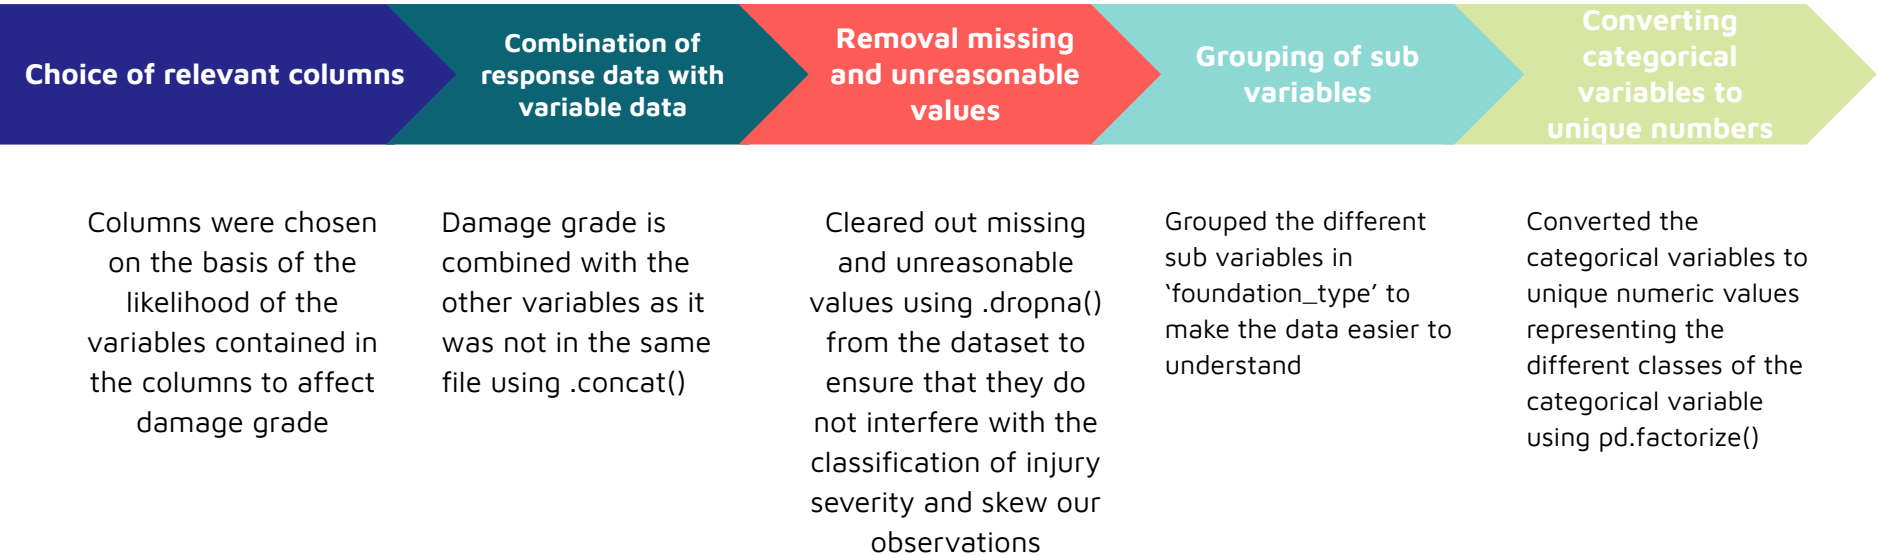 Choice of relevant columns
Combination of
response data with
variable data
Removal missing
and unreasonable
values
Grouping of sub
variables
Converting
categorical
variables to
unique numbers
Columns were chosen
on the basis of the
likelihood of the
variables contained in
the columns to affect
damage grade
Damage grade is
combined with the
other variables as it
was not in the same
file using .concat()
Cleared out missing
and unreasonable
values using .dropna()
from the dataset to
ensure that they do
not interfere with the
classification of injury
severity and skew our
observations
Grouped the different
sub variables in
‘foundation_type’ to
make the data easier to
understand
Converted the
categorical variables to
unique numeric values
representing the
different classes of the
categorical variable
using pd.factorize()